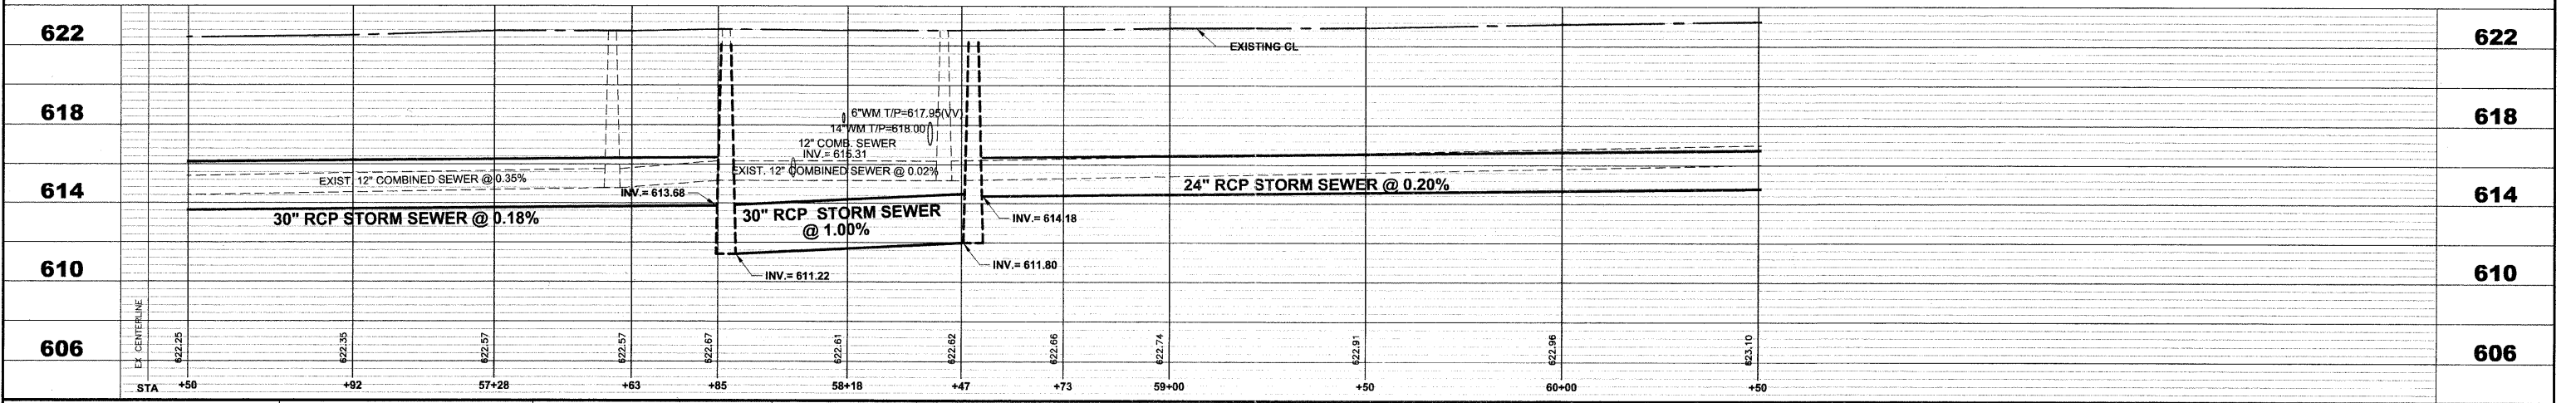 622
622
EXISTING CL
618
618
6"WM T/P=617.95(VV)
14"WM T/P=618.00
12" COMB. SEWER
INV.= 615.31
EXIST. 12" COMBINED SEWER @ 0.35%
EXIST. 12" COMBINED SEWER @ 0.02%
614
614
INV.= 613.68
24" RCP STORM SEWER @ 0.20%
30" RCP STORM SEWER @ 0.18%
30" RCP STORM SEWER
@ 1.00%
INV.= 614.18
INV.= 611.80
INV.= 611.22
610
610
606
606
EX CENTERLINE
622.25
622.35
622.57
622.57
622.67
622.61
622.62
622.66
622.74
622.91
622.96
623.10
STA
+50
+92
57+28
+63
+85
58+18
+47
+73
59+00
+50
60+00
+50